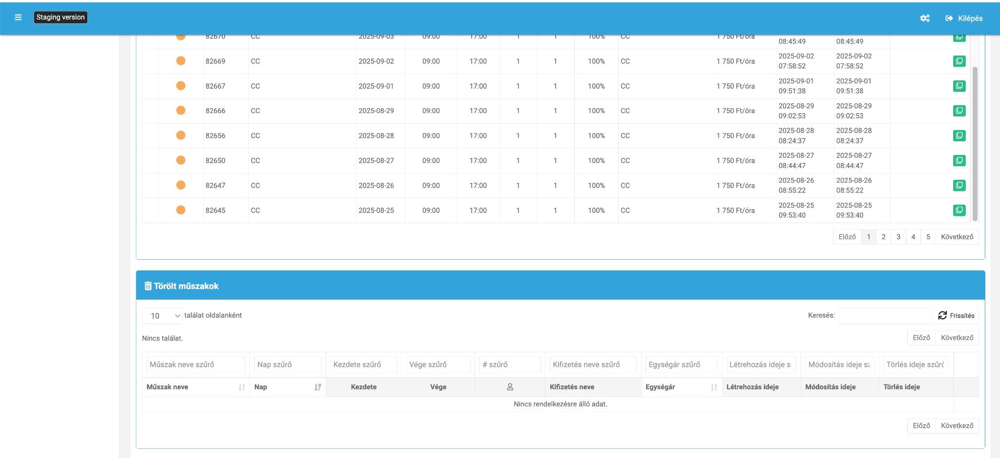 Staging version
Kilépés
82670 CC 2025-09-03 09:00 17:00 1 1 100% CC 1 750 Ft/óra 08:45:49 08:45:49
82669 CC 2025-09-02 09:00 17:00 1 1 100% CC 1 750 Ft/óra 2025-09-02 07:58:52 2025-09-02 07:58:52
82667 CC 2025-09-01 09:00 17:00 1 1 100% CC 1 750 Ft/óra 2025-09-01 09:51:38 2025-09-01 09:51:38
82666 CC 2025-08-29 09:00 17:00 1 1 100% CC 1 750 Ft/óra 2025-08-29 09:02:53 2025-08-29 09:02:53
82656 CC 2025-08-28 09:00 17:00 1 1 100% CC 1 750 Ft/óra 2025-08-28 08:24:37 2025-08-28 08:24:37
82650 CC 2025-08-27 09:00 17:00 1 1 100% CC 1 750 Ft/óra 2025-08-27 08:44:47 2025-08-27 08:44:47
82647 CC 2025-08-26 09:00 17:00 1 1 100% CC 1 750 Ft/óra 2025-08-26 08:55:22 2025-08-26 08:55:22
82645 CC 2025-08-25 09:00 17:00 1 1 100% CC 1 750 Ft/óra 2025-08-25 09:53:40 2025-08-25 09:53:40
Előző 1 2 3 4 5 Következő
Törölt műszakok
10 találat oldalanként
Keresés: Frissítés
Nincs találat.
Előző Következő
Műszak neve szűrő Nap szűrő Kezdete szűrő Vége szűrő # szűrő Kifizetés neve szűrő Egységár szűrő Létrehozás ideje s Módosítás ideje sz Törlés ideje szűrő
Műszak neve Nap Kezdete Vége Kifizetés neve Egységár Létrehozás ideje Módosítás ideje Törlés ideje
Nincs rendelkezésre álló adat.
Előző Következő